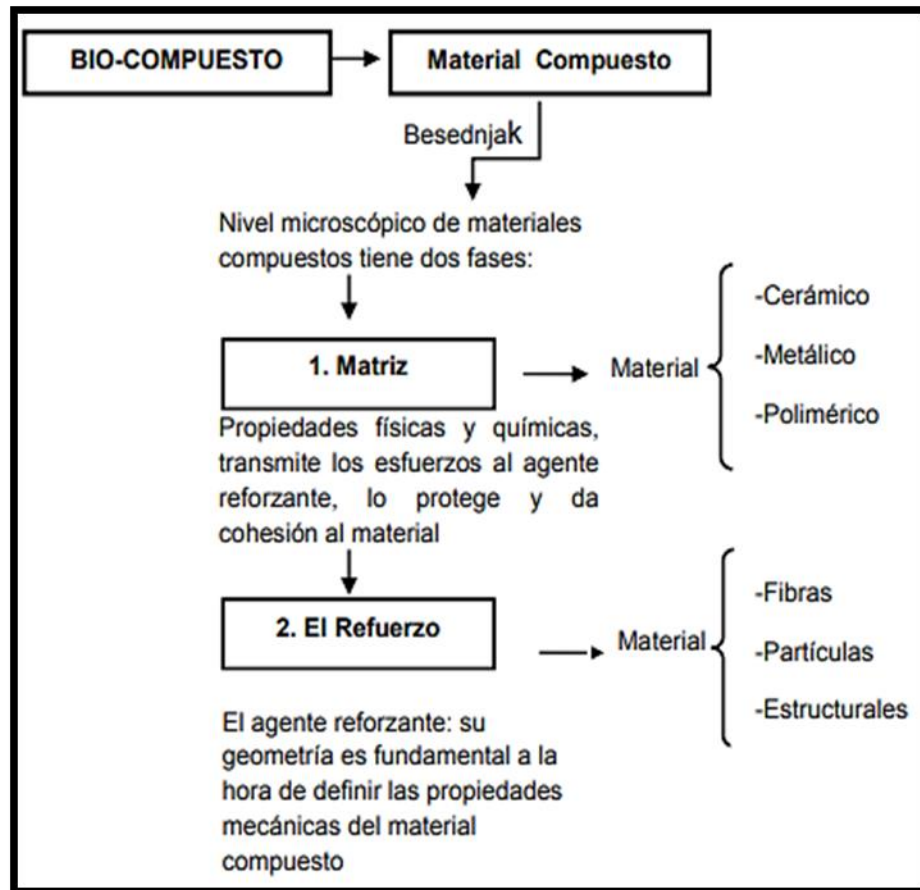 BIO-COMPUESTO
Material Compuesto
Besednjak
Nivel microscópico de materiales
compuestos tiene dos fases:
1. Matriz
Material
-Cerámico
-Metálico
-Polimérico
Propiedades físicas y químicas,
transmite los esfuerzos al agente
reforzante, lo protege y da
cohesión al material
2. El Refuerzo
Material
-Fibras
-Partículas
-Estructurales
El agente reforzante: su
geometría es fundamental a la
hora de definir las propiedades
mecánicas del material
compuesto